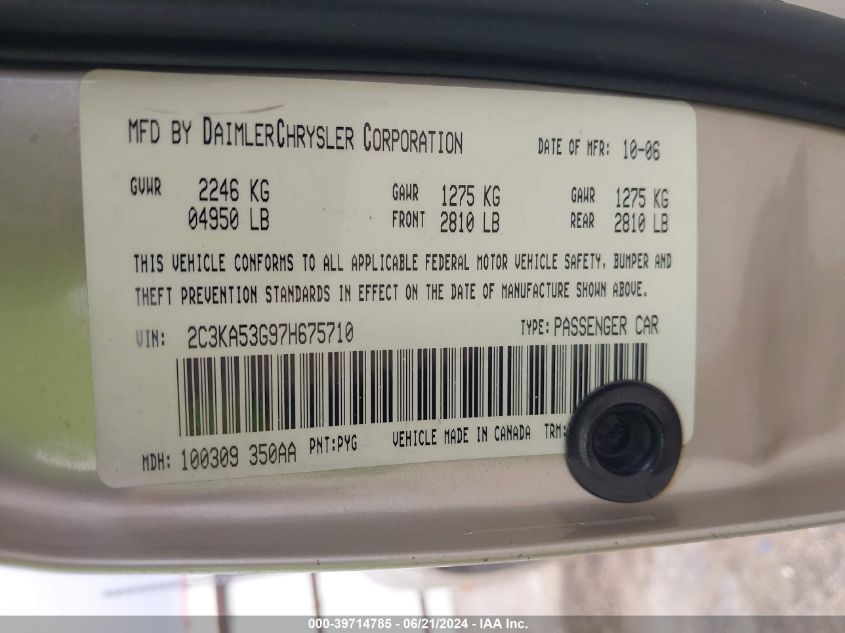 MFD BY DAIMLERCHRYSLER CORPORATION DATE OF MFR: 10-06
GVWR 2246 KG GAWR 1275 KG GAWR 1275 KG
04950 LB FRONT 2810 LB REAR 2810 LB
THIS VEHICLE CONFORMS TO ALL APPLICABLE FEDERAL MOTOR VEHICLE SAFETY, BUMPER AND
THEFT PREVENTION STANDARDS IN EFFECT ON THE DATE OF MANUFACTURE SHOWN ABOVE.
VIN: 2C3KA53G97H675710 TYPE: PASSENGER CAR
MDH: 100309 350AA PNT:PYG VEHICLE MADE IN CANADA TRM:
000-39714785 - 06/21/2024 - IAA Inc.